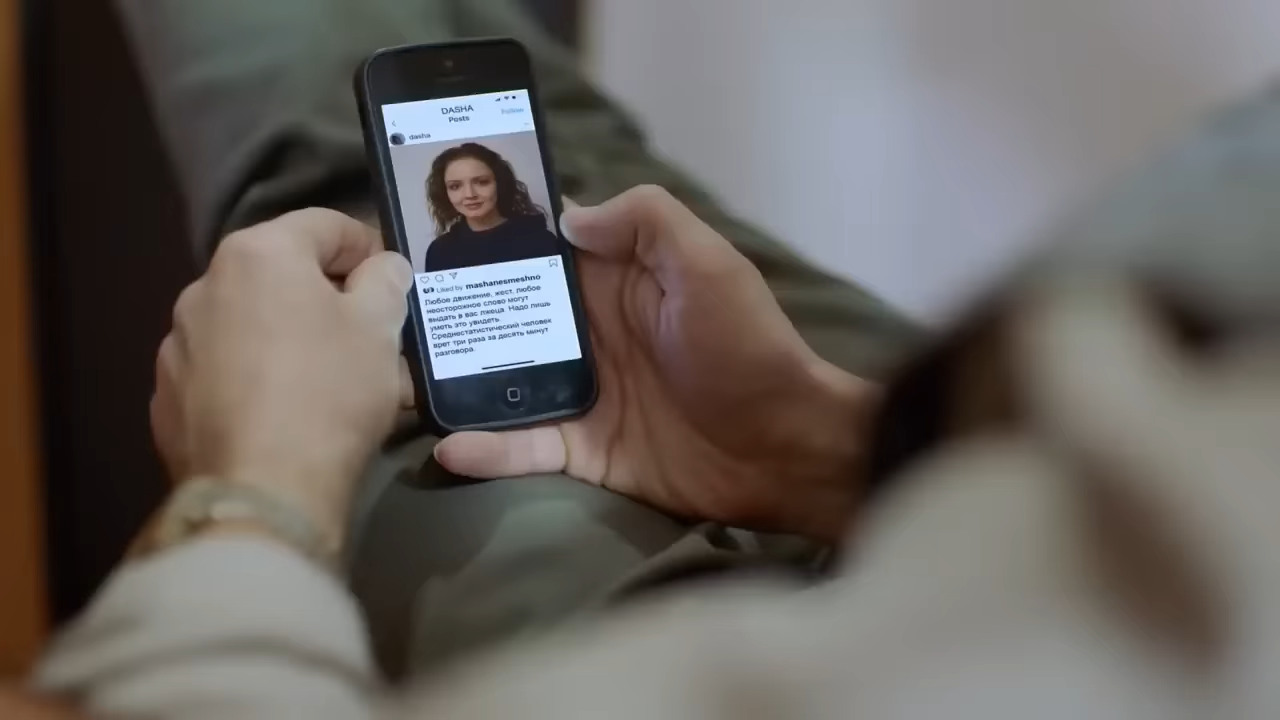 DASHA
Posts
Follow
dasha
Liked by mashanesmeshno
Любое движение, жест, любое
неосторожное слово могут
выдать в вас лжеца. Надо лишь
уметь это увидеть.
Среднестатистический человек
врет три раза за десять минут
разговора.